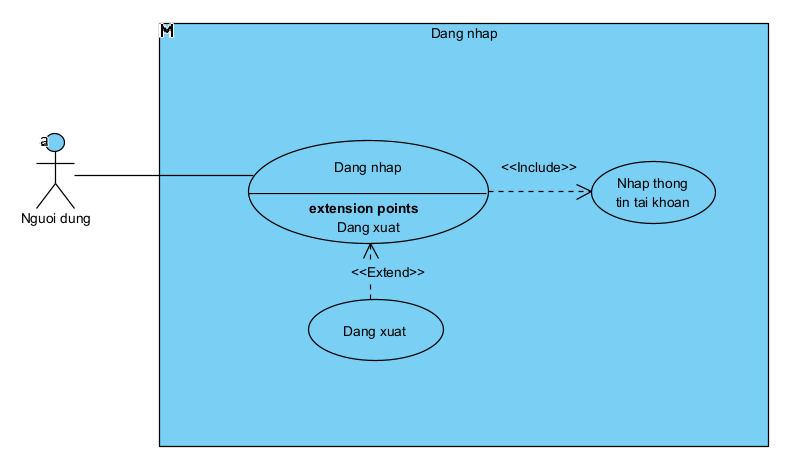 M
Dang nhap
a
Nguoi dung
Dang nhap
extension points
Dang xuat
<<Include>>
Nhap thong
tin tai khoan
<<Extend>>
Dang xuat